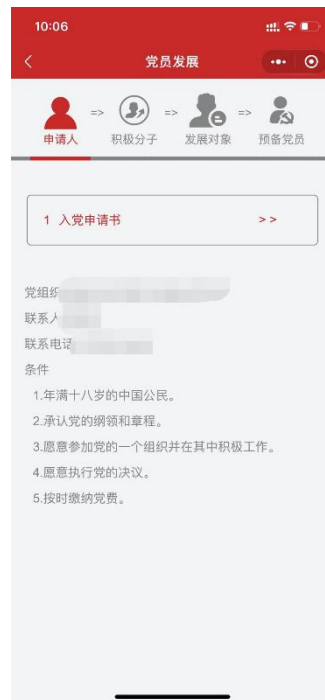 10:06
党员发展
=> => =>
申请人 积极分子 发展对象 预备党员
1 入党申请书 >>
党组织
联系人
联系电话
条件
1.年满十八岁的中国公民。
2.承认党的纲领和章程。
3.愿意参加党的一个组织并在其中积极工作。
4.愿意执行党的决议。
5.按时缴纳党费。